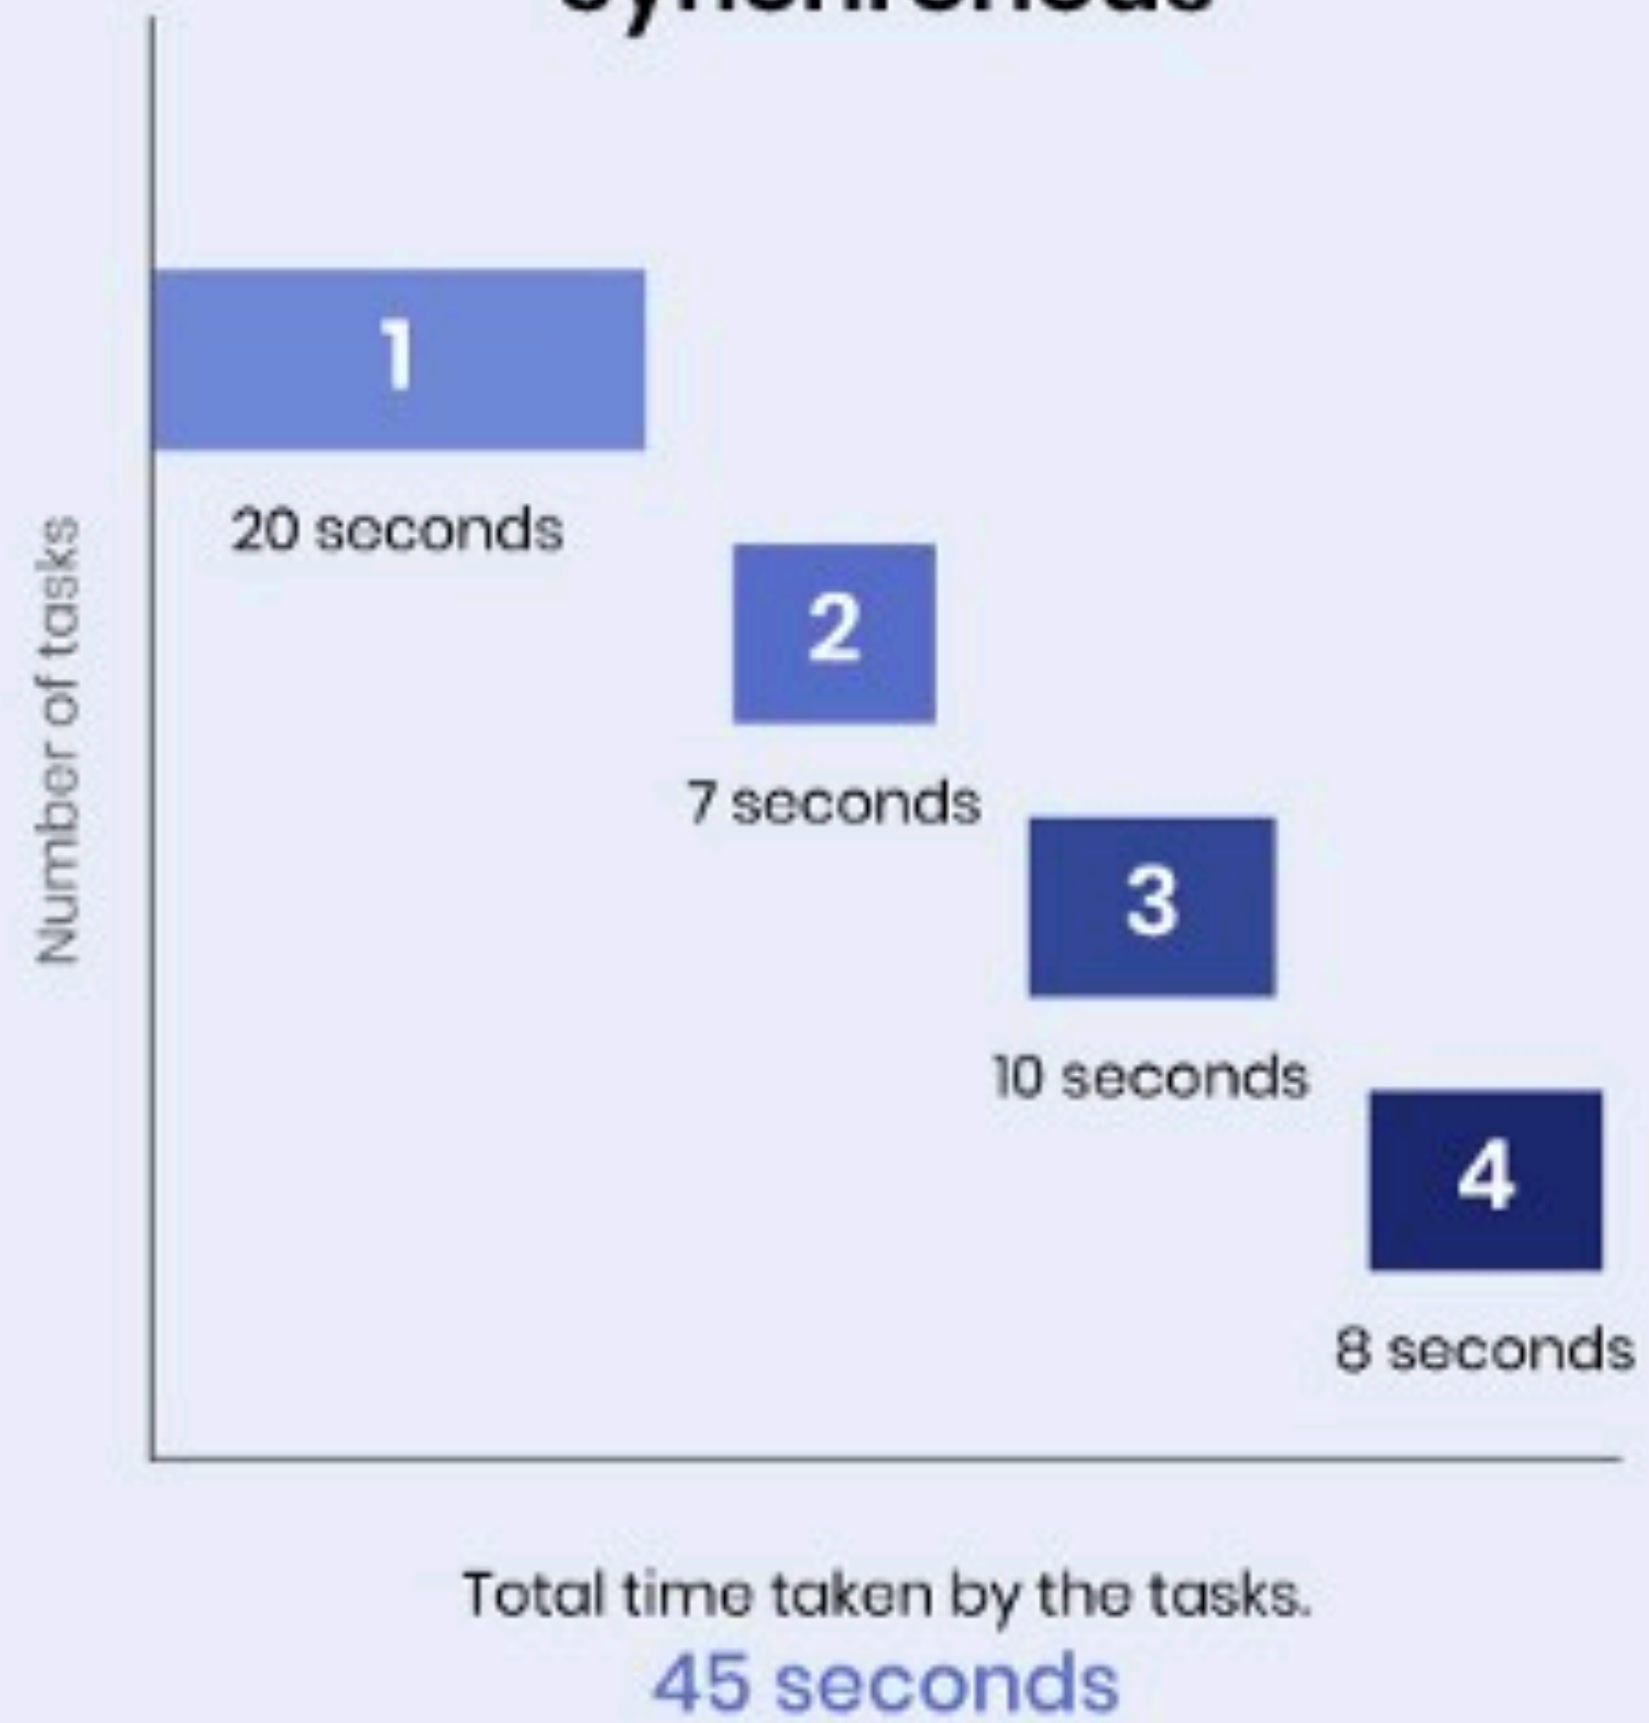 Synchronous
1
20 seconds
Number of tasks
2
7 seconds
3
10 seconds
4
8 seconds
Total time taken by the tasks.
45 seconds